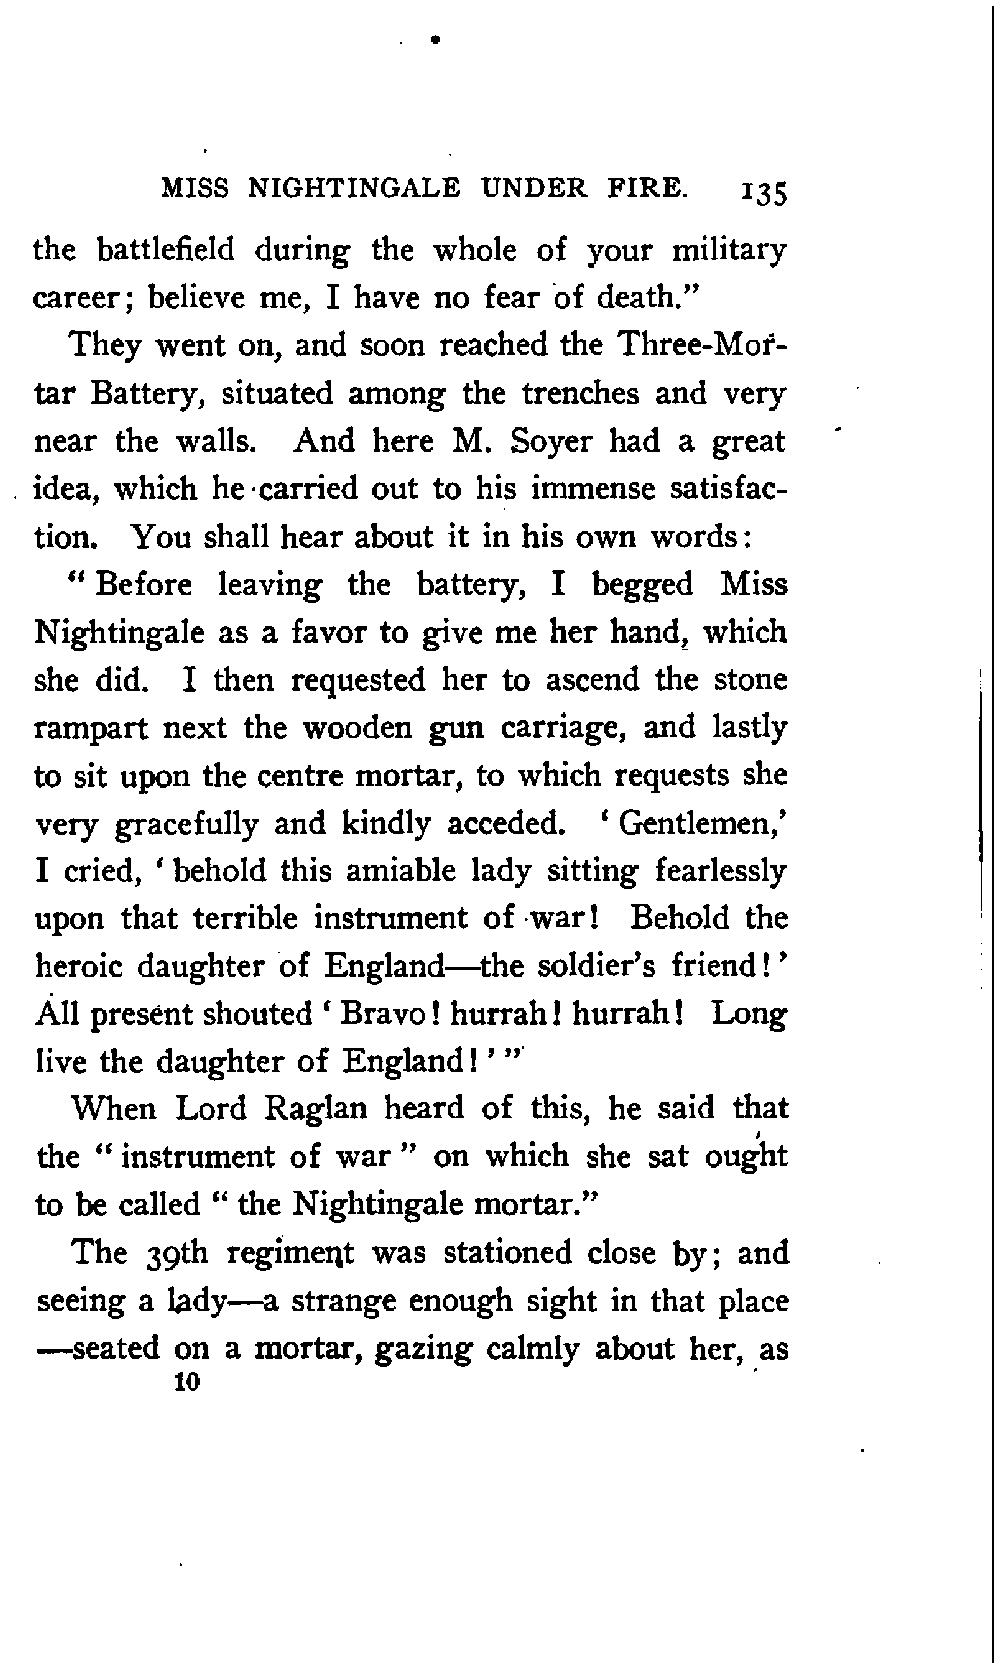 MISS NIGHTINGALE UNDER FIRE. 135
the battlefield during the whole of your military
career; believe me, I have no fear of death."
They went on, and soon reached the Three-Mor-
tar Battery, situated among the trenches and very
near the walls. And here M. Soyer had a great
idea, which he carried out to his immense satisfac-
tion. You shall hear about it in his own words:
"Before leaving the battery, I begged Miss
Nightingale as a favor to give me her hand, which
she did. I then requested her to ascend the stone
rampart next the wooden gun carriage, and lastly
to sit upon the centre mortar, to which requests she
very gracefully and kindly acceded. 'Gentlemen,'
I cried, 'behold this amiable lady sitting fearlessly
upon that terrible instrument of war! Behold the
heroic daughter of England—the soldier's friend!'
All present shouted 'Bravo! hurrah! hurrah! Long
live the daughter of England!'"
When Lord Raglan heard of this, he said that
the "instrument of war" on which she sat ought
to be called "the Nightingale mortar."
The 39th regiment was stationed close by; and
seeing a lady—a strange enough sight in that place
—seated on a mortar, gazing calmly about her, as
10